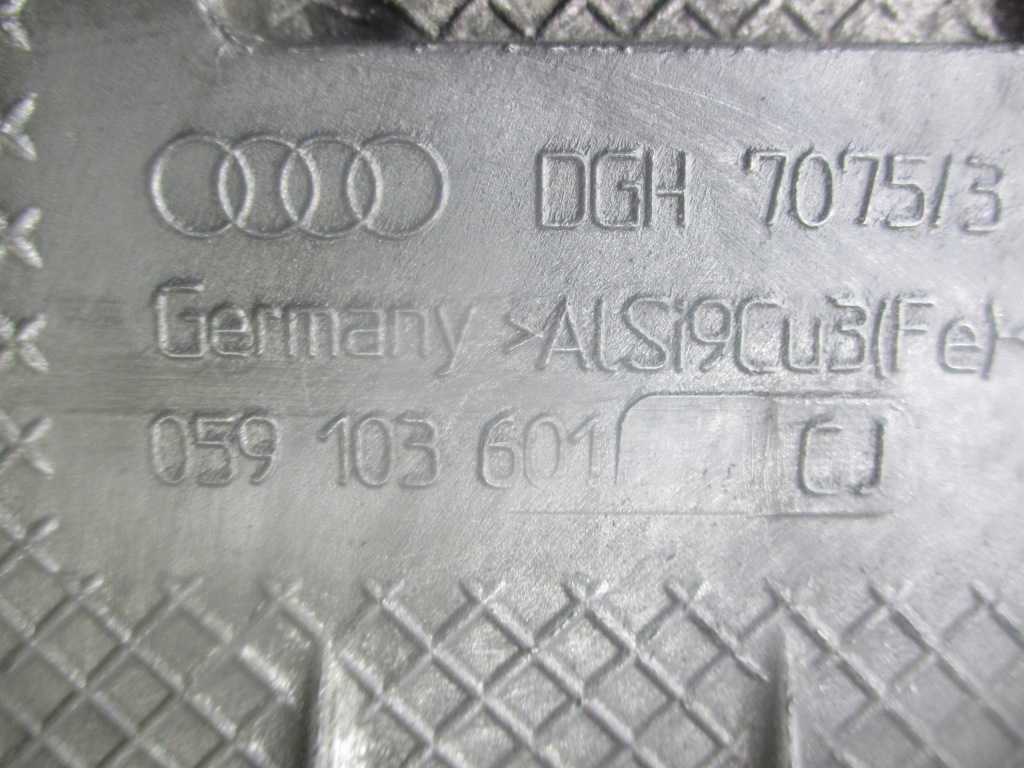 DGH 7075/3
Germany >AlSi9Cu3(Fe)<
059 103 601 CJ